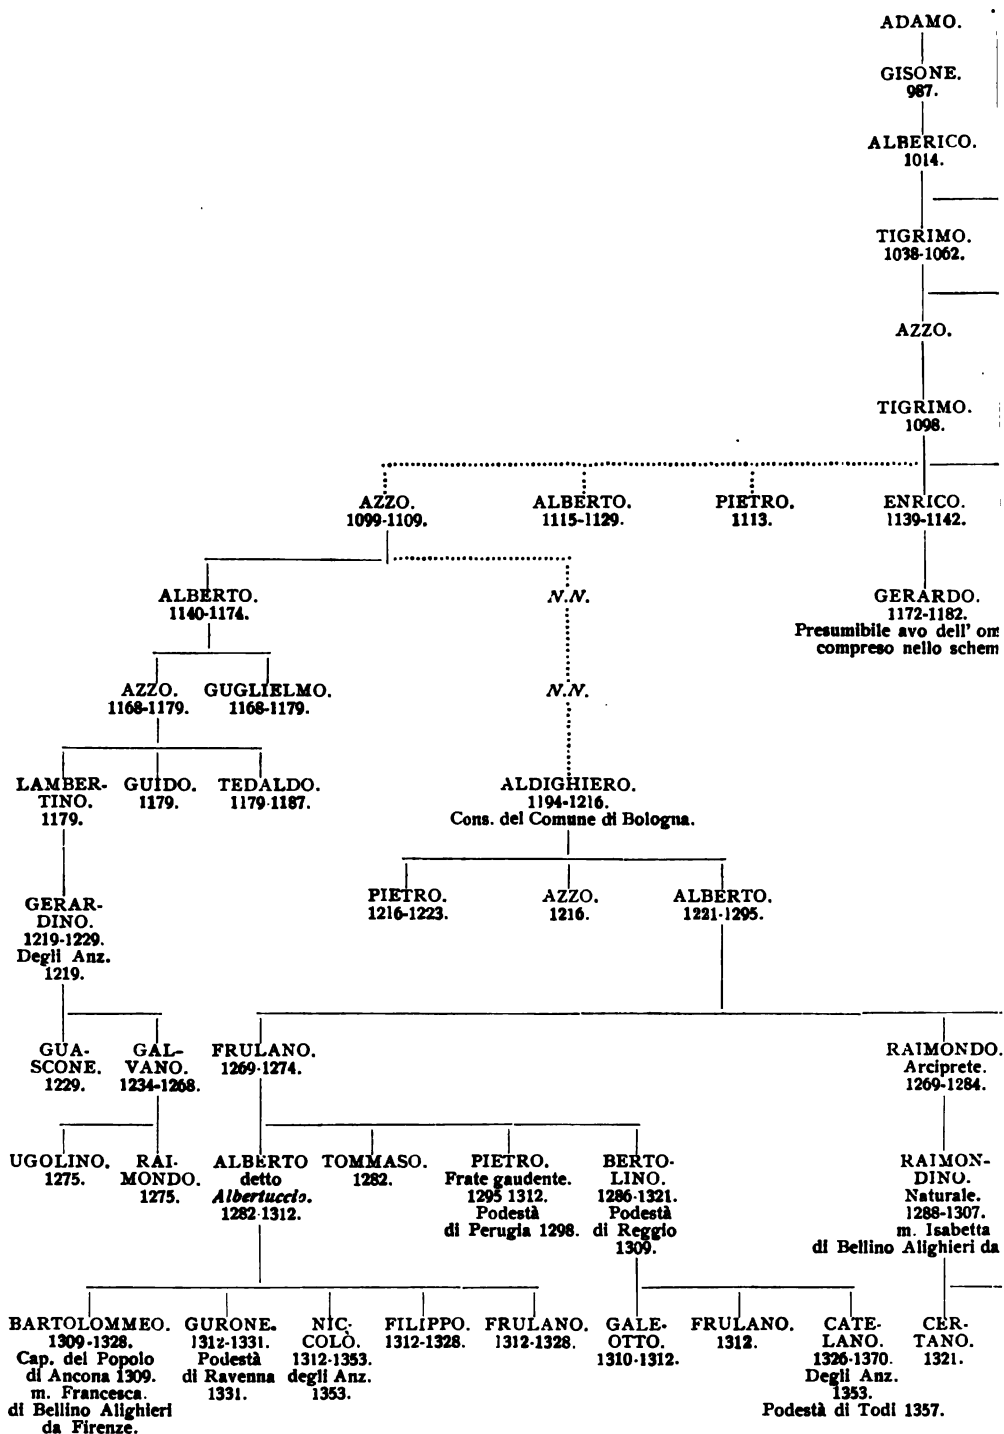 ADAMO.
GISONE.
987.
ALBERICO.
1014.
TIGRIMO.
1038-1062.
AZZO.
TIGRIMO.
1098.
AZZO.
1099-1109.
ALBERTO.
1115-1129.
PIETRO.
1113.
ENRICO.
1139-1142.
ALBERTO.
1140-1174.
N.N.
GERARDO.
1172-1182.
Presumibile avo dell' om
compreso nello schem
AZZO.
1168-1179.
GUGLIELMO.
1168-1179.
N.N.
LAMBER-
TINO.
1179.
GUIDO.
1179.
TEDALDO.
1179-1187.
ALDIGHIERO.
1194-1216.
Cons. del Comune di Bologna.
PIETRO.
1216-1223.
AZZO.
1216.
ALBERTO.
1221-1295.
GERAR-
DINO.
1219-1229.
Degli Anz.
1219.
GUA-
SCONE.
1229.
GAL-
VANO.
1234-1268.
FRULANO.
1269-1274.
RAIMONDO.
Arciprete.
1269-1284.
UGOLINO.
1275.
RAI-
MONDO.
1275.
ALBERTO
detto
Albertuccio.
1282-1312.
TOMMASO.
1282.
PIETRO.
Frate gaudente.
1295 1312.
Podestà
di Perugia 1298.
BERTO-
LINO.
1286-1321.
Podestà
di Reggio
1309.
RAIMON-
DINO.
Naturale.
1288-1307.
m. Isabetta
di Bellino Alighieri da
BARTOLOMMEO.
1309-1328.
Cap. del Popolo
di Ancona 1309.
m. Francesca.
di Bellino Alighieri
da Firenze.
GURONE.
1312-1331.
Podestà
di Ravenna
1331.
NIC-
COLÒ.
1312-1353.
degli Anz.
1353.
FILIPPO.
1312-1328.
FRULANO.
1312-1328.
GALE-
OTTO.
1310-1312.
FRULANO.
1312.
CATE-
LANO.
1326-1370.
Degli Anz.
1353.
Podestà di Todi 1357.
CER-
TANO.
1321.